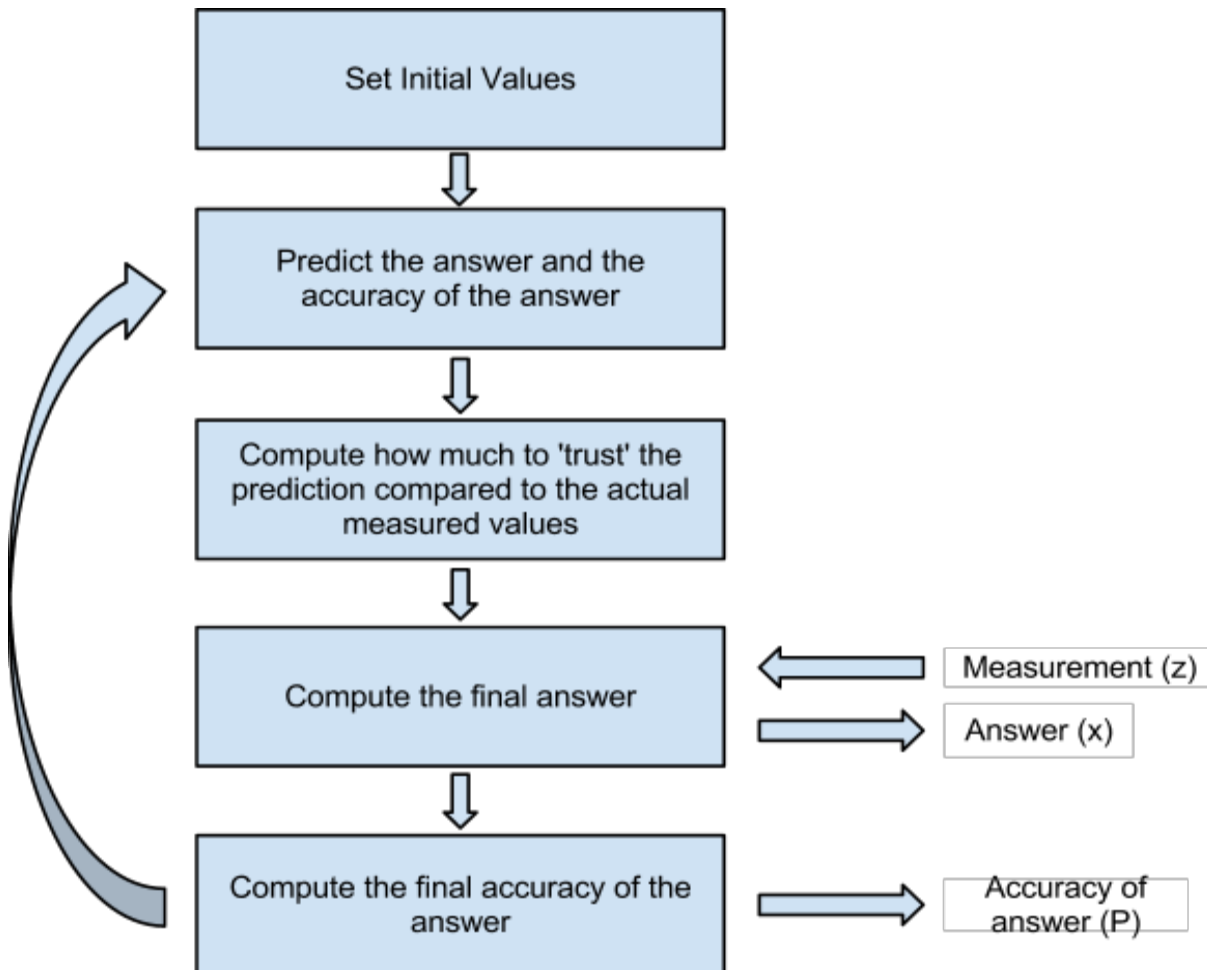 Set Initial Values
Predict the answer and the
accuracy of the answer
Compute how much to 'trust' the
prediction compared to the actual
measured values
Compute the final answer
Measurement (z)
Answer (x)
Compute the final accuracy of the
answer
Accuracy of
answer (P)